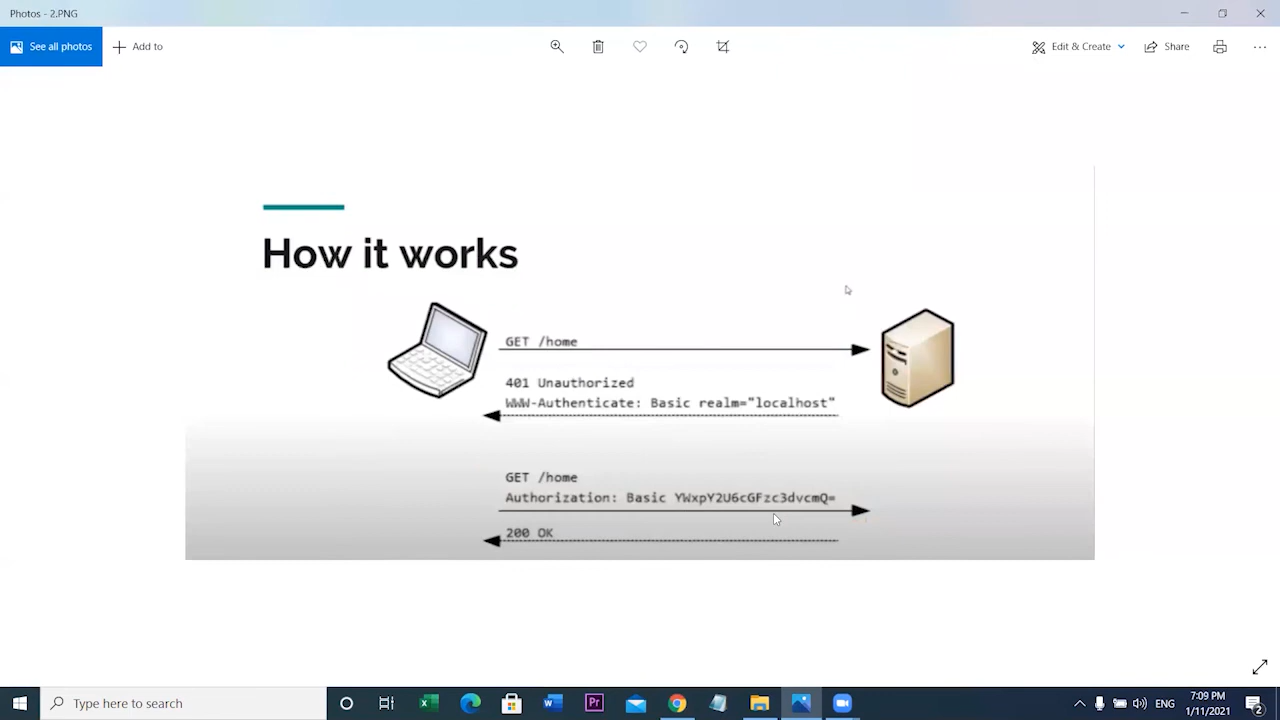 Photos - 2.PNG
See all photos
Add to
Edit & Create
Share
How it works
GET /home
401 Unauthorized
WWW-Authenticate: Basic realm="localhost"
GET /home
Authorization: Basic YWxpY2U6cGFzc3dvcmQ=
200 OK
Type here to search
ENG
7:09 PM
1/11/2021
2